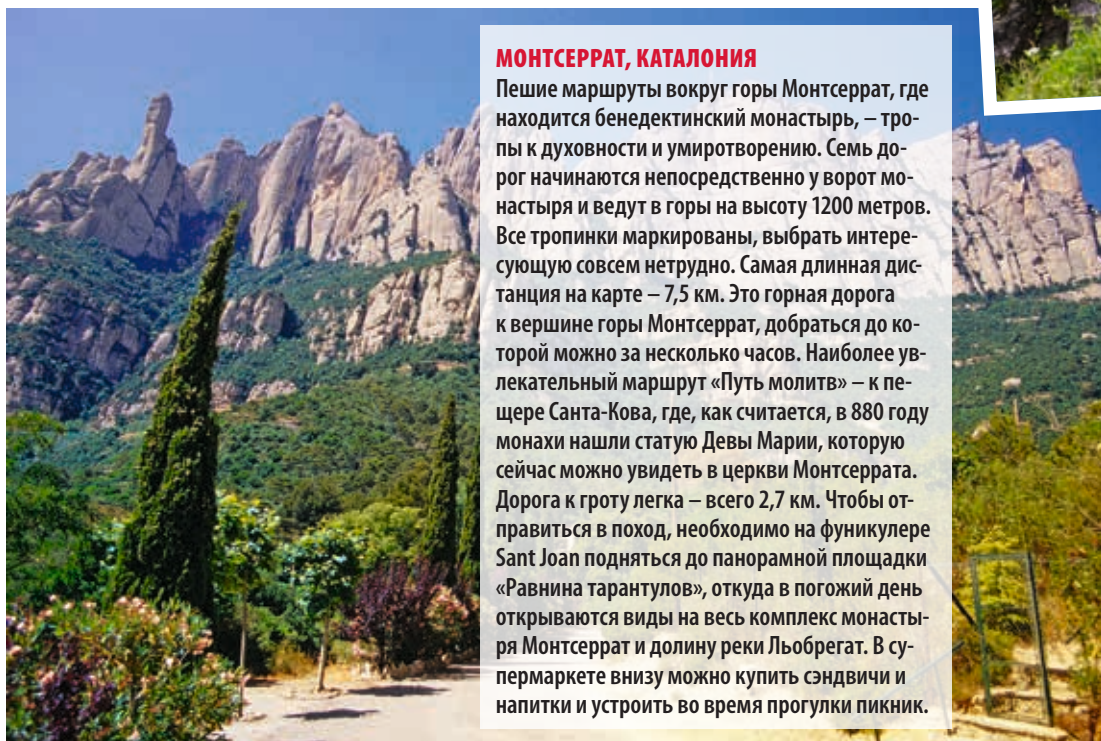 МОНТСЕРРАТ, КАТАЛОНИЯ
Пешие маршруты вокруг горы Монтсеррат, где
находится бенедектинский монастырь, – тро-
пы к духовности и умиротворению. Семь до-
рог начинаются непосредственно у ворот мо-
настыря и ведут в горы на высоту 1200 метров.
Все тропинки маркированы, выбрать интере-
сующую совсем нетрудно. Самая длинная дис-
танция на карте – 7,5 км. Это горная дорога
к вершине горы Монтсеррат, добраться до ко-
торой можно за несколько часов. Наиболее ув-
лекательный маршрут «Путь молитв» – к пе-
щере Санта-Кова, где, как считается, в 880 году
монахи нашли статую Девы Марии, которую
сейчас можно увидеть в церкви Монтсеррата.
Дорога к гроту легка – всего 2,7 км. Чтобы от-
правиться в поход, необходимо на фуникулере
Sant Joan подняться до панорамной площадки
«Равнина тарантулов», откуда в погожий день
открываются виды на весь комплекс монасты-
ря Монтсеррат и долину реки Льобрегат. В су-
пермаркете внизу можно купить сэндвичи и
напитки и устроить во время прогулки пикник.